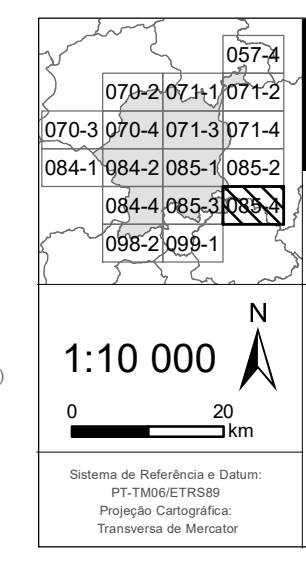 057-4
070-2 071-1 071-2
070-3 070-4 071-3 071-4
084-1 084-2 085-1 085-2
084-4 085-3 085-4
098-2 099-1
N
1:10 000
0 20
km
Sistema de Referência e Datum:
PT-TM06/ETRS89
Projeção Cartográfica:
Transversa de Mercator
)